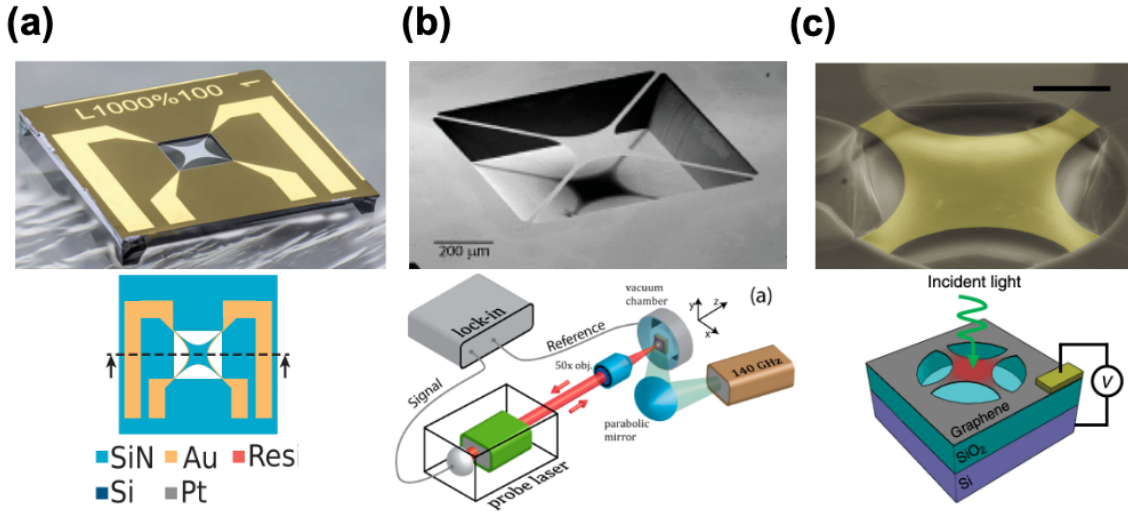 (a)
(b)
(c)
L1000%100
1
200 µm
SiN
Au
Resi
Si
Pt
lock-in
Reference
Signal
vacuum
chamber
y
z
x
(a)
50x obj.
140 GHz
parabolic
mirror
probe laser
Incident light
V
Graphene
SiO₂
Si